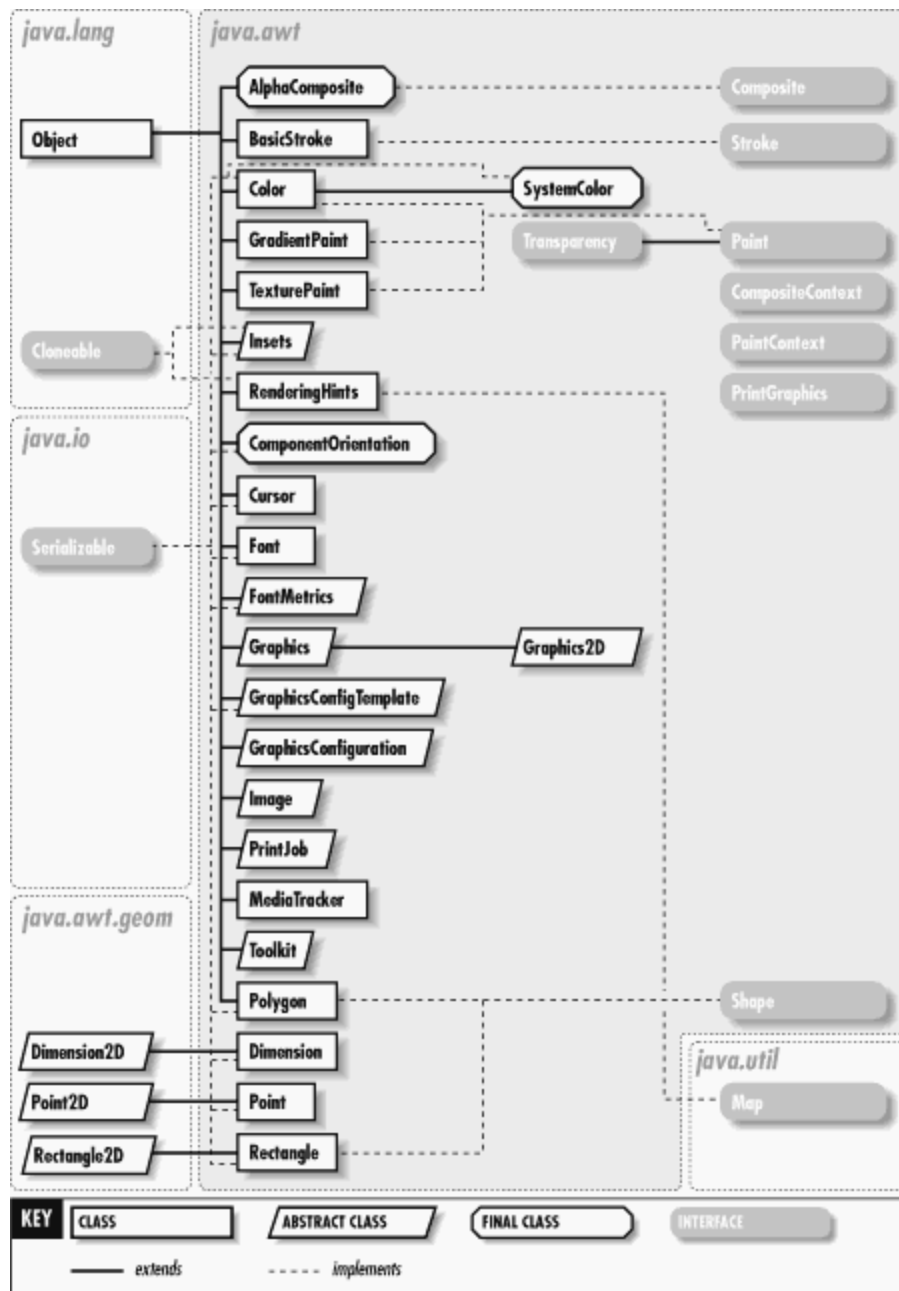 java.lang
java.awt
AlphaComposite
Composite
Object
BasicStroke
Stroke
Color
SystemColor
GradientPaint
Transparency
Paint
TexturePaint
CompositeContext
Cloneable
Insets
PaintContext
RenderingHints
PrintGraphics
java.io
ComponentOrientation
Cursor
Serializable
Font
FontMetrics
Graphics
Graphics2D
GraphicsConfigTemplate
GraphicsConfiguration
Image
PrintJob
MediaTracker
java.awt.geom
Toolkit
Polygon
Shape
Dimension2D
Dimension
java.util
Point2D
Point
Map
Rectangle2D
Rectangle
KEY
CLASS
ABSTRACT CLASS
FINAL CLASS
INTERFACE
extends
implements